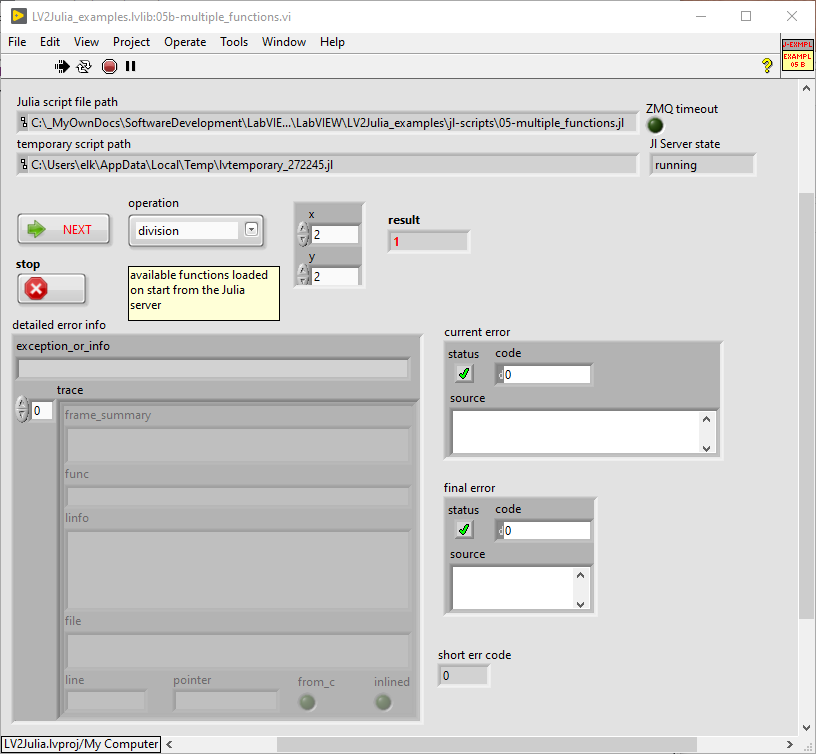 LV2Julia_examples.lvlib:05b-multiple_functions.vi
File Edit View Project Operate Tools Window Help
?
J-EXMPL
EXAMPL
05 B
Julia script file path
C:\_MyOwnDocs\SoftwareDevelopment\LabVIE...\LabVIEW\LV2Julia_examples\jl-scripts\05-multiple_functions.jl
ZMQ timeout
temporary script path
C:\Users\elk\AppData\Local\Temp\lvtemporary_272245.jl
Jl Server state
running
NEXT
operation
division
x
2
y
2
result
1
stop
available functions loaded
on start from the Julia
server
detailed error info
exception_or_info
trace
0
frame_summary
func
linfo
file
line
pointer
from_c
inlined
current error
status
code
d0
source
final error
status
code
d0
source
short err code
0
LV2Julia.lvproj/My Computer